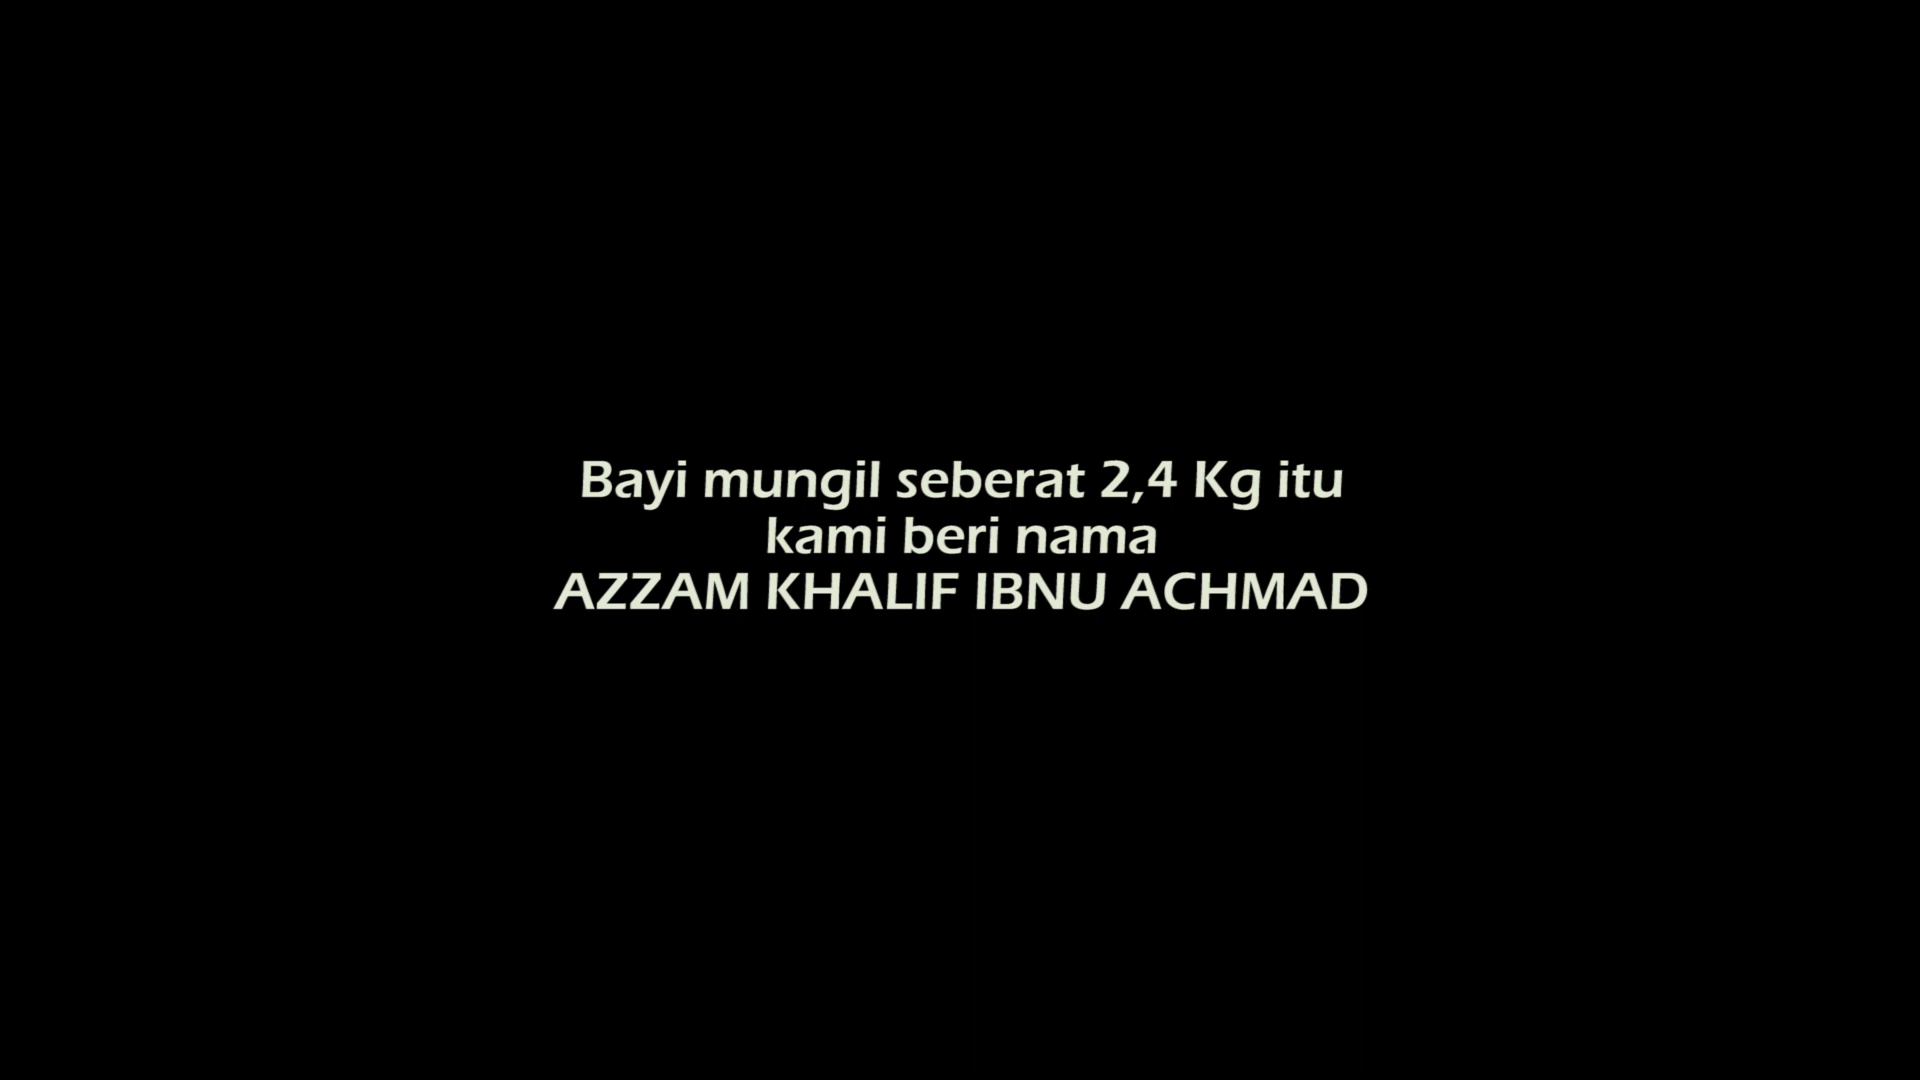 Bayi mungil seberat 2,4 Kg itu
kami beri nama
AZZAM KHALIF IBNU ACHMAD